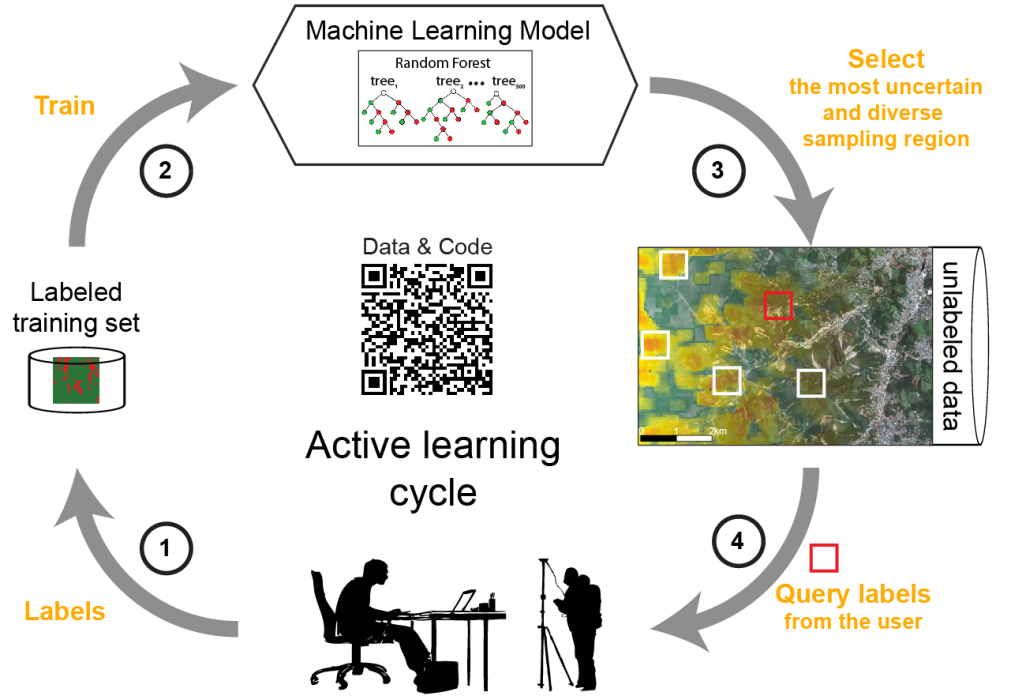 Machine Learning Model
Random Forest
tree1 tree2 ••• tree500
Train
2
Select
the most uncertain
and diverse
sampling region
3
Data & Code
Labeled
training set
unlabeled data
0 1 2km
Active learning
cycle
1
Labels
4
Query labels
from the user